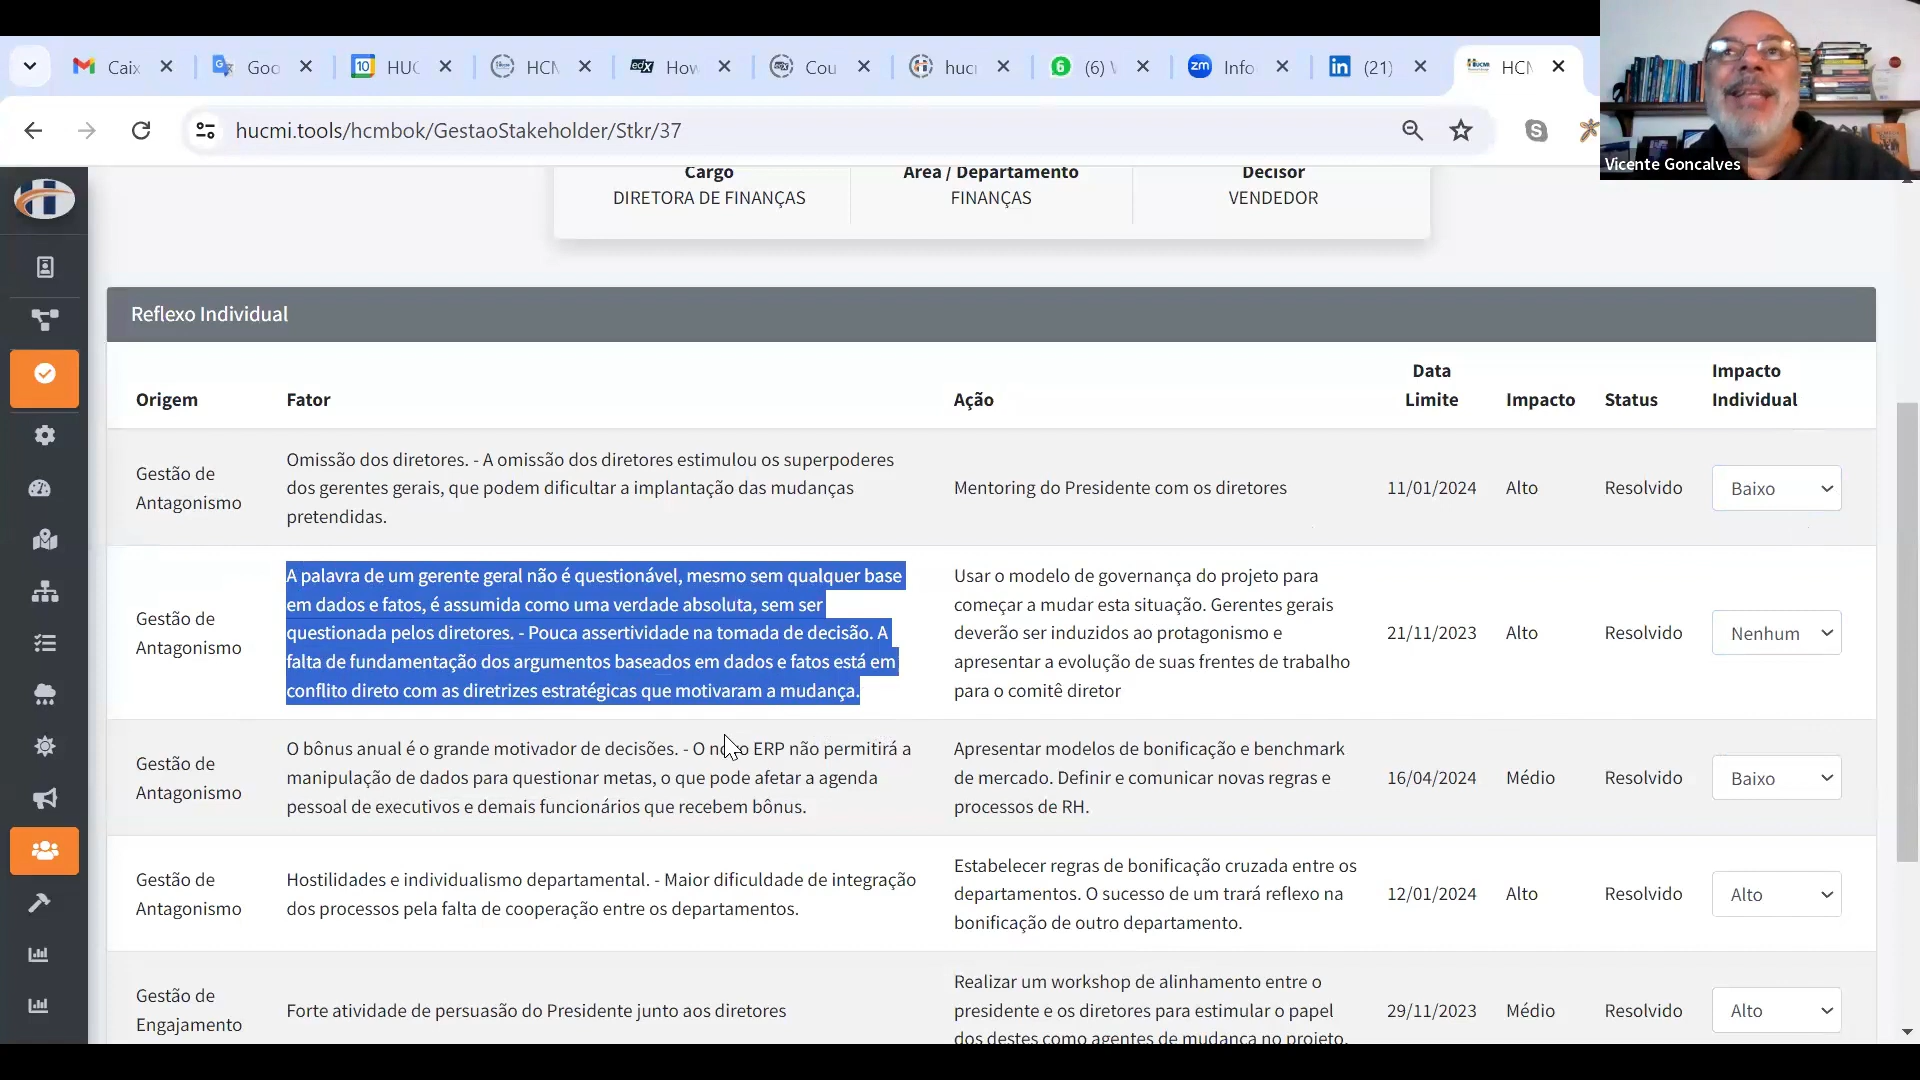 Caix
Goo
10
HUC
HCM
edX
How
Cou
huc
6
(6)
zm
Info
in
(21)
HCM
hucmi.tools/hcmbok/GestaoStakeholder/Stkr/37
Vicente Goncalves
Cargo
Área / Departamento
Decisor
DIRETORA DE FINANÇAS
FINANÇAS
VENDEDOR
Reflexo Individual
Origem
Fator
Ação
Data
Limite
Impacto
Status
Impacto
Individual
Gestão de
Antagonismo
Omissão dos diretores. - A omissão dos diretores estimulou os superpoderes
dos gerentes gerais, que podem dificultar a implantação das mudanças
pretendidas.
Mentoring do Presidente com os diretores
11/01/2024
Alto
Resolvido
Baixo
Gestão de
Antagonismo
A palavra de um gerente geral não é questionável, mesmo sem qualquer base
em dados e fatos, é assumida como uma verdade absoluta, sem ser
questionada pelos diretores. - Pouca assertividade na tomada de decisão. A
falta de fundamentação dos argumentos baseados em dados e fatos está em
conflito direto com as diretrizes estratégicas que motivaram a mudança.
Usar o modelo de governança do projeto para
começar a mudar esta situação. Gerentes gerais
deverão ser induzidos ao protagonismo e
apresentar a evolução de suas frentes de trabalho
para o comitê diretor
21/11/2023
Alto
Resolvido
Nenhum
Gestão de
Antagonismo
O bônus anual é o grande motivador de decisões. - O novo ERP não permitirá a
manipulação de dados para questionar metas, o que pode afetar a agenda
pessoal de executivos e demais funcionários que recebem bônus.
Apresentar modelos de bonificação e benchmark
de mercado. Definir e comunicar novas regras e
processos de RH.
16/04/2024
Médio
Resolvido
Baixo
Gestão de
Antagonismo
Hostilidades e individualismo departamental. - Maior dificuldade de integração
dos processos pela falta de cooperação entre os departamentos.
Estabelecer regras de bonificação cruzada entre os
departamentos. O sucesso de um trará reflexo na
bonificação de outro departamento.
12/01/2024
Alto
Resolvido
Alto
Gestão de
Engajamento
Forte atividade de persuasão do Presidente junto aos diretores
Realizar um workshop de alinhamento entre o
presidente e os diretores para estimular o papel
dos destes como agentes de mudança no projeto.
29/11/2023
Médio
Resolvido
Alto